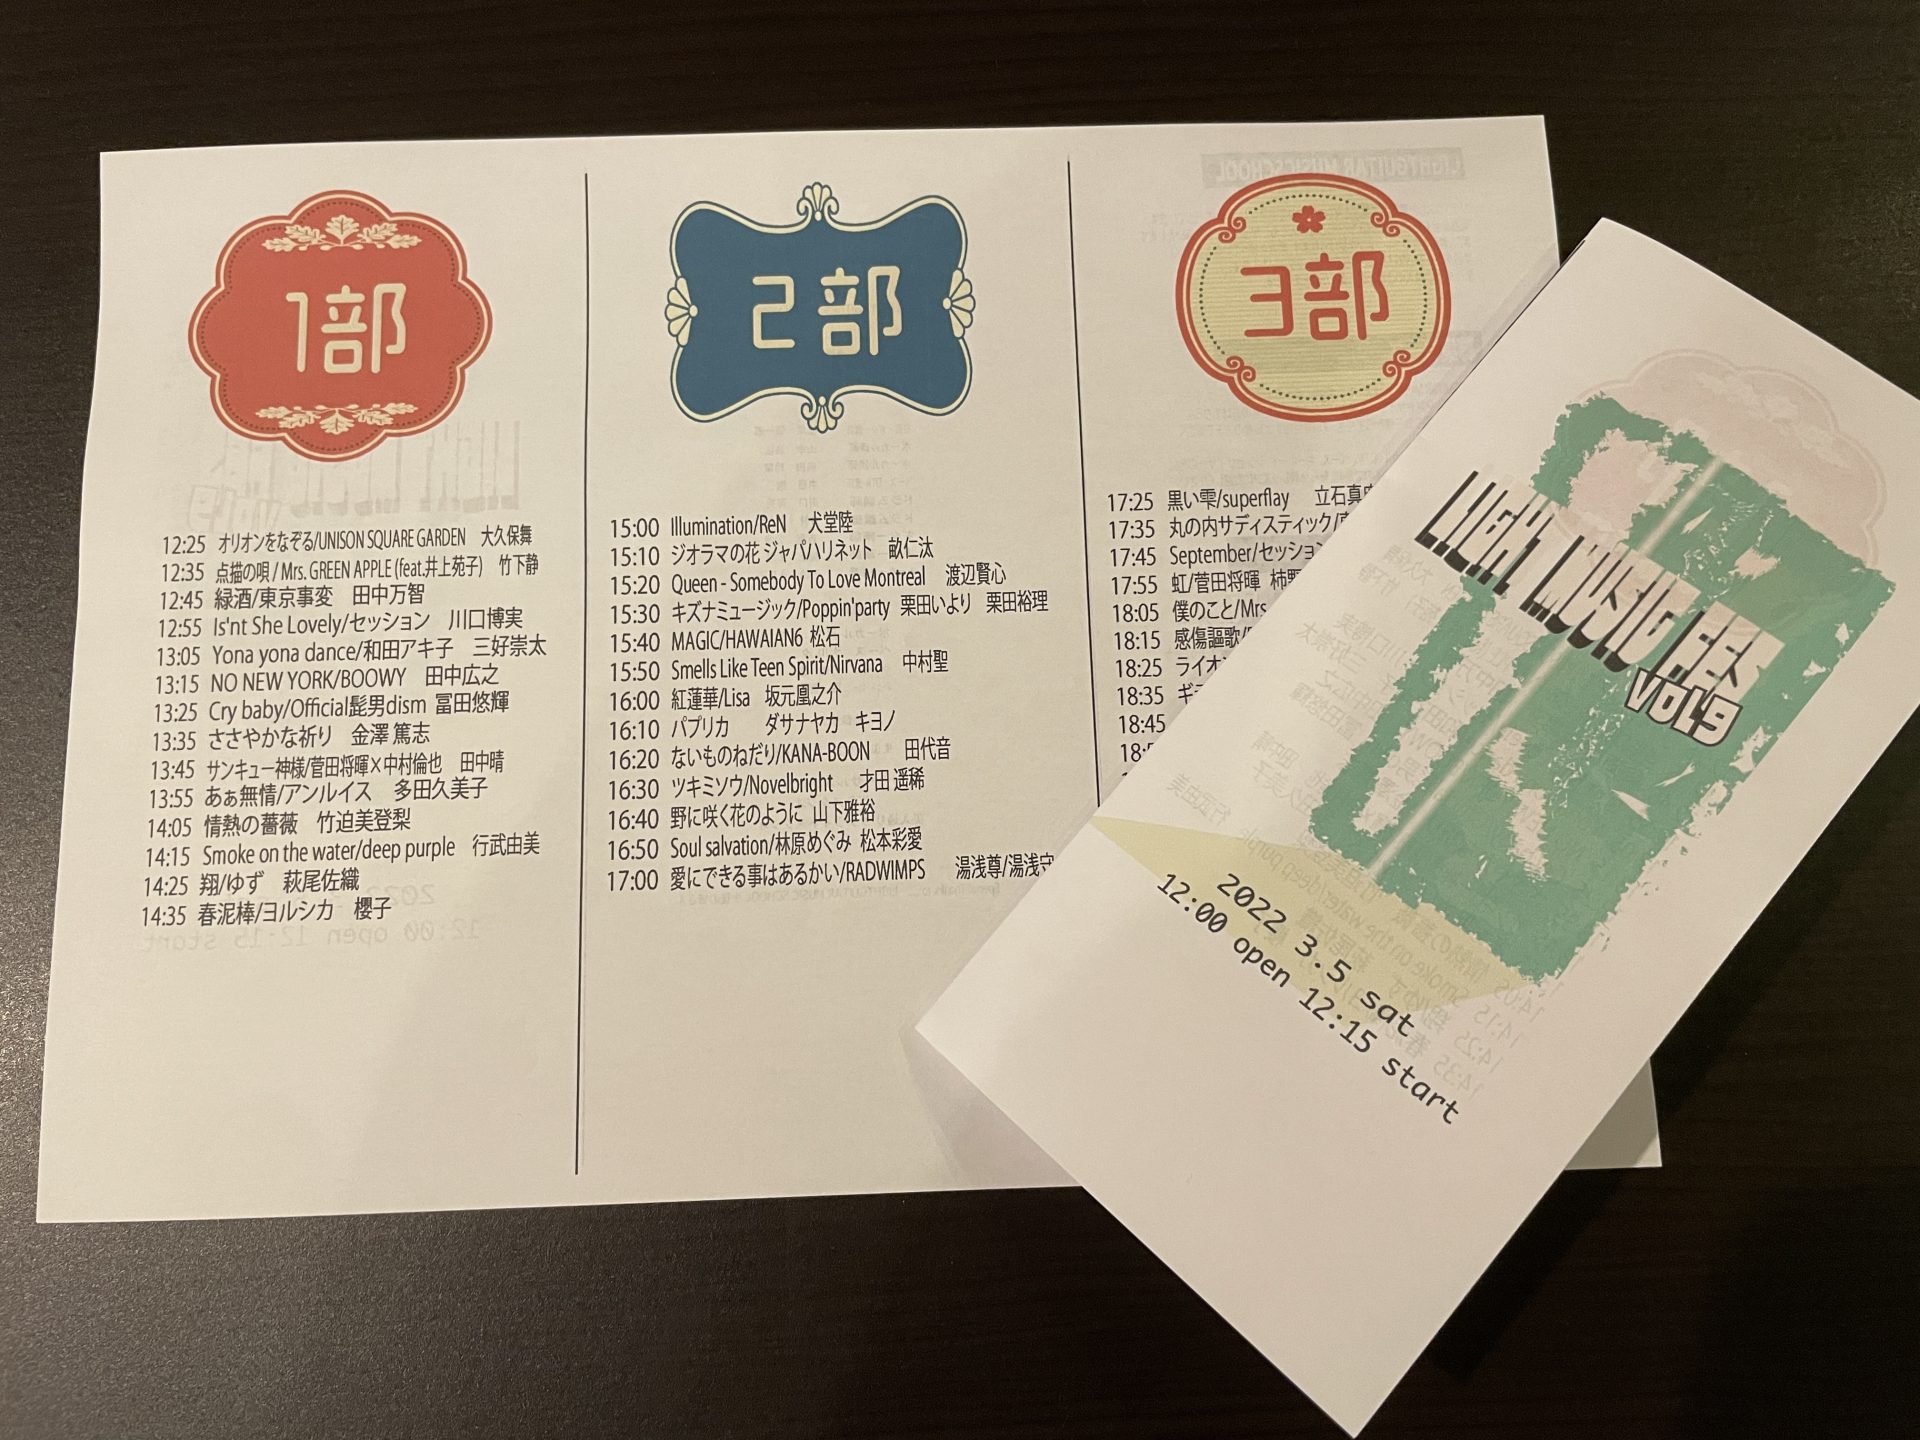 1部
12:25 オリオンをなぞる/UNISON SQUARE GARDEN 大久保舞
12:35 点描の唄 / Mrs. GREEN APPLE (feat.井上苑子) 竹下静
12:45 緑酒/東京事変 田中万智
12:55 Is'nt She Lovely/セッション 川口博実
13:05 Yona yona dance/和田アキ子 三好崇太
13:15 NO NEW YORK/BOOWY 田中広之
13:25 Cry baby/Official髭男dism 冨田悠輝
13:35 ささやかな祈り 金澤 篤志
13:45 サンキュー神様/菅田将暉×中村倫也 田中晴
13:55 あぁ無情/アンルイス 多田久美子
14:05 情熱の薔薇 竹迫美登梨
14:15 Smoke on the water/deep purple 行武由美
14:25 翔/ゆず 萩尾佐織
14:35 春泥棒/ヨルシカ 櫻子
2部
15:00 Illumination/ReN 犬堂陸
15:10 ジオラマの花 ジャパハリネット 畝仁汰
15:20 Queen - Somebody To Love Montreal 渡辺賢心
15:30 キズナミュージック/Poppin'party 栗田いより 栗田裕理
15:40 MAGIC/HAWAIAN6 松石
15:50 Smells Like Teen Spirit/Nirvana 中村聖
16:00 紅蓮華/Lisa 坂元凰之介
16:10 パプリカ ダサナヤカ キヨノ
16:20 ないものねだり/KANA-BOON 田代音
16:30 ツキミソウ/Novelbright 才田 遥稀
16:40 野に咲く花のように 山下雅裕
16:50 Soul salvation/林原めぐみ 松本彩愛
17:00 愛にできる事はあるかい/RADWIMPS 湯浅尊/湯浅守
3部
17:25 黒い雫/superflay 立石真
17:35 丸の内サディスティック/
17:45 September/セッション
17:55 虹/菅田将暉 柿野
18:05 僕のこと/Mrs
18:15 感傷謳歌/
18:25 ライオン
18:35 ギ
18:45
LIGHT MUSIC FES
VOL9
2022 3.5 sat
12:00 open 12:15 start